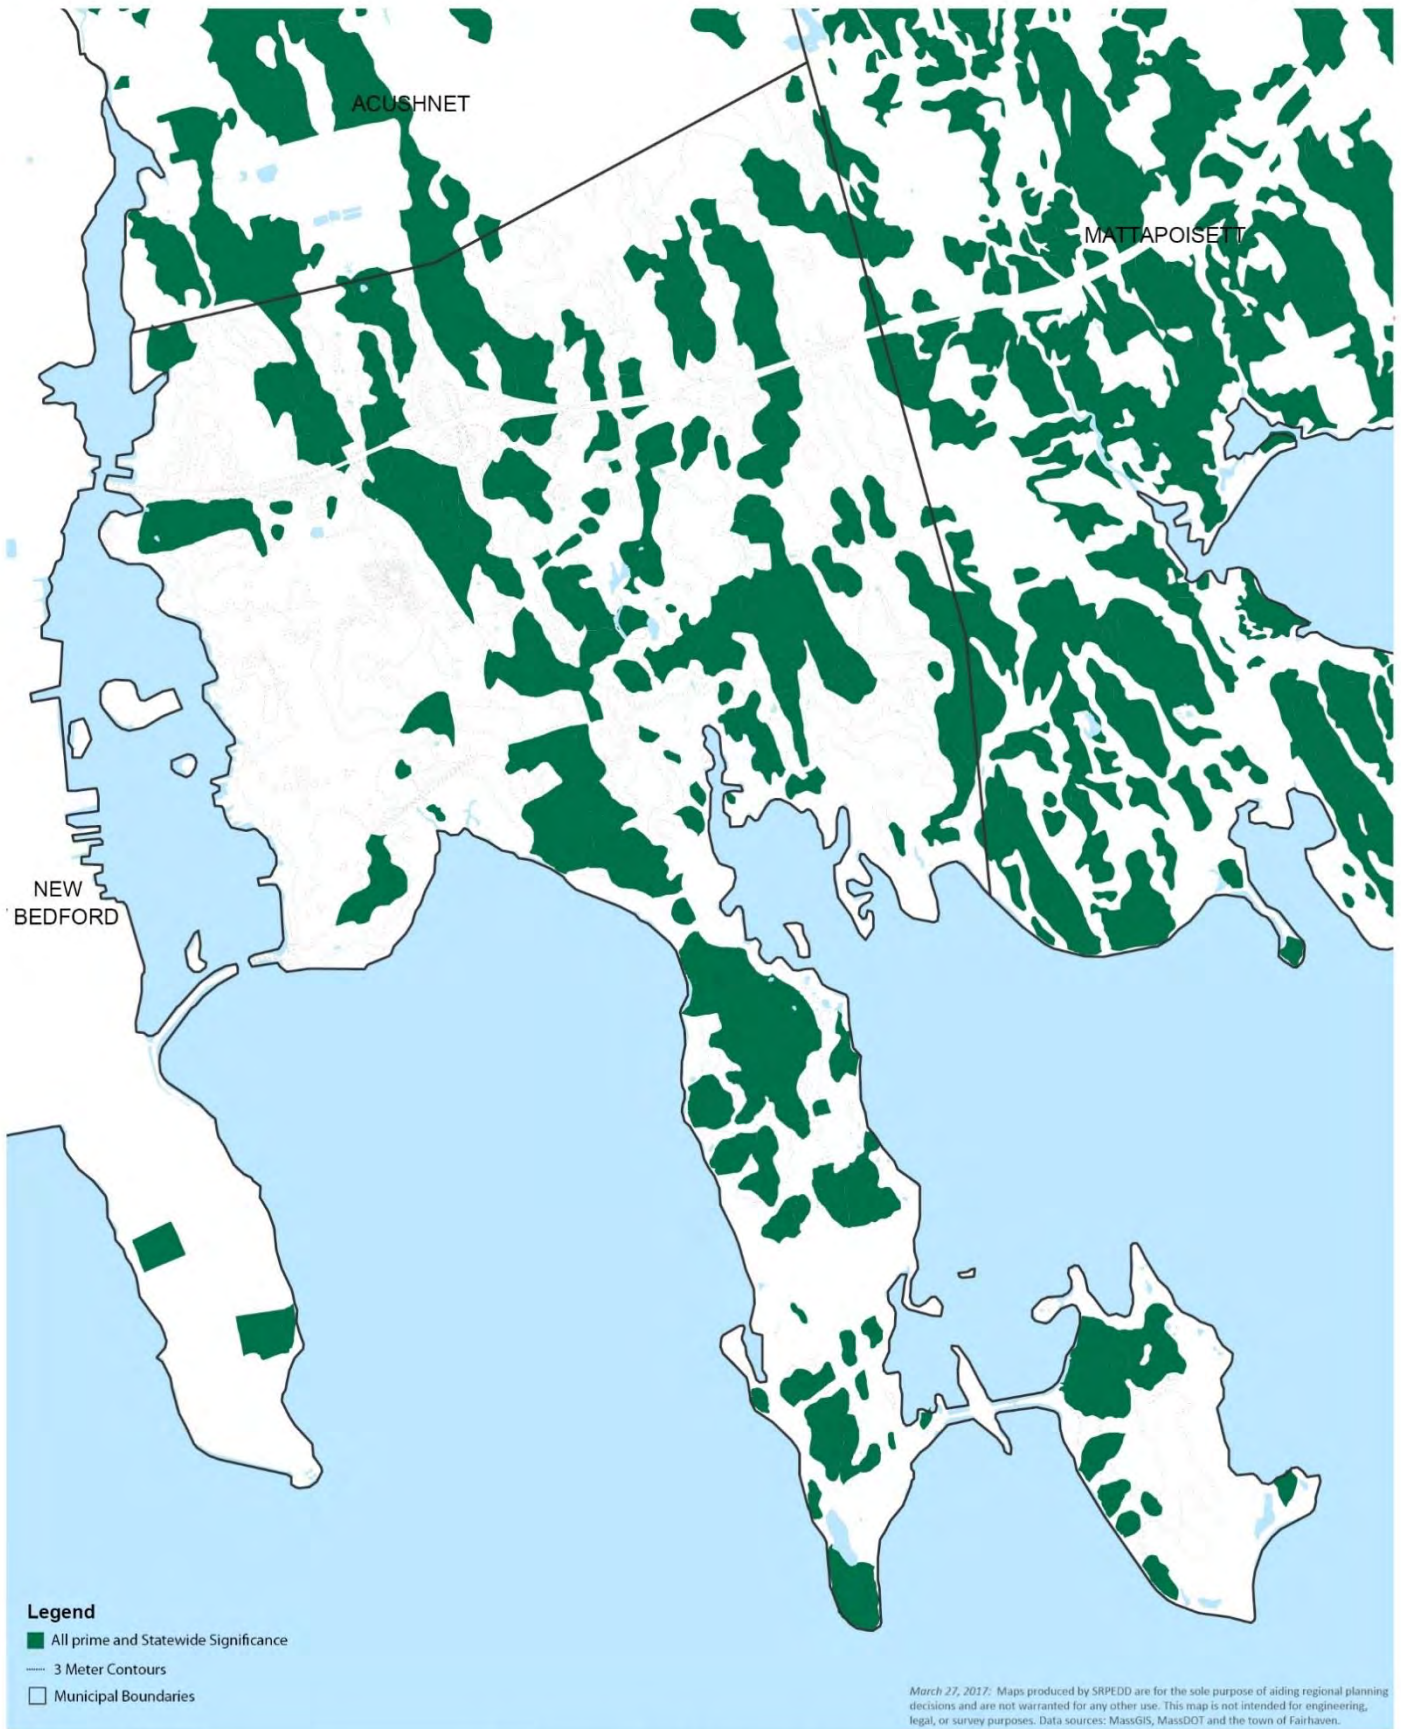 ACUSHNET
MATTAPOISETT
NEW
BEDFORD
Legend
All prime and Statewide Significance
3 Meter Contours
Municipal Boundaries
March 27, 2017: Maps produced by SRPEDD are for the sole purpose of aiding regional planning
decisions and are not warranted for any other use. This map is not intended for engineering,
legal, or survey purposes. Data sources: MassGIS, MassDOT and the town of Fairhaven.